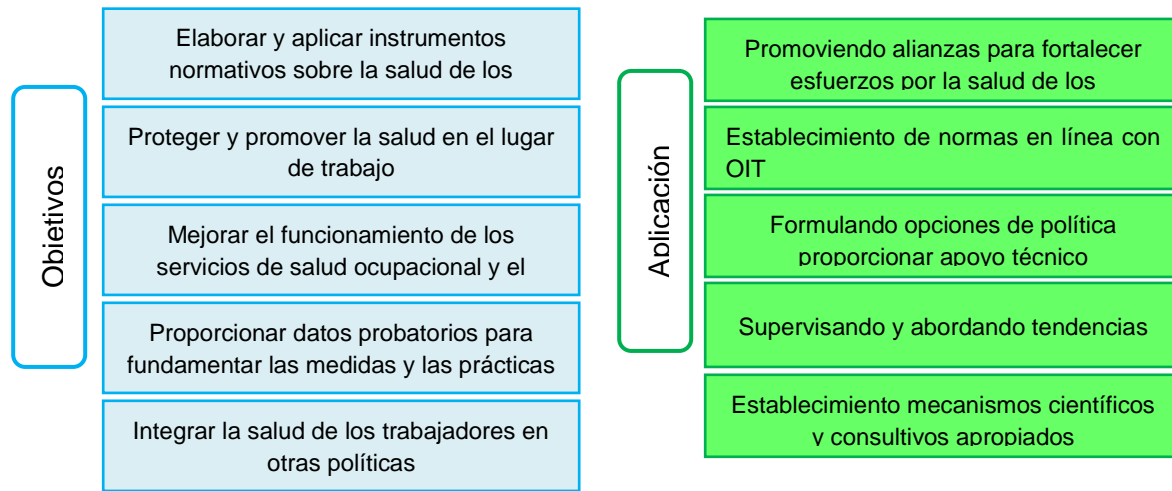 Objetivos
Elaborar y aplicar instrumentos
normativos sobre la salud de los
Proteger y promover la salud en el lugar
de trabajo
Mejorar el funcionamiento de los
servicios de salud ocupacional y el
Proporcionar datos probatorios para
fundamentar las medidas y las prácticas
Integrar la salud de los trabajadores en
otras políticas
Aplicación
Promoviendo alianzas para fortalecer
esfuerzos por la salud de los
Establecimiento de normas en línea con
OIT
Formulando opciones de política
proporcionar apoyo técnico
Supervisando y abordando tendencias
Establecimiento mecanismos científicos
y consultivos apropiados